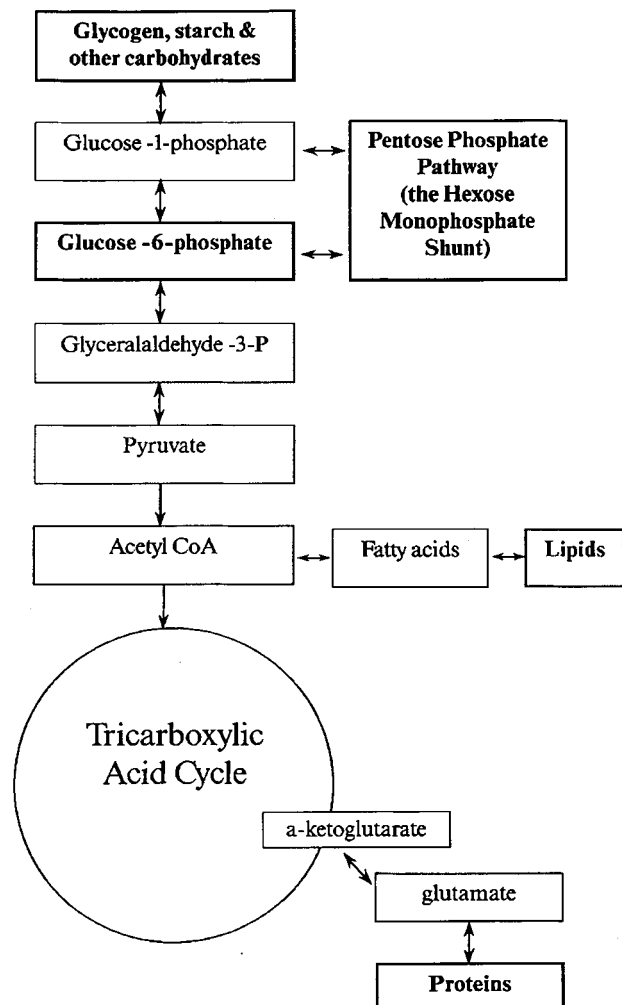 Glycogen, starch &
other carbohydrates
Glucose -1-phosphate
Pentose Phosphate
Pathway
(the Hexose
Monophosphate
Shunt)
Glucose -6-phosphate
Glyceralaldehyde -3-P
Pyruvate
Acetyl CoA
Fatty acids
Lipids
Tricarboxylic
Acid Cycle
a-ketoglutarate
glutamate
Proteins